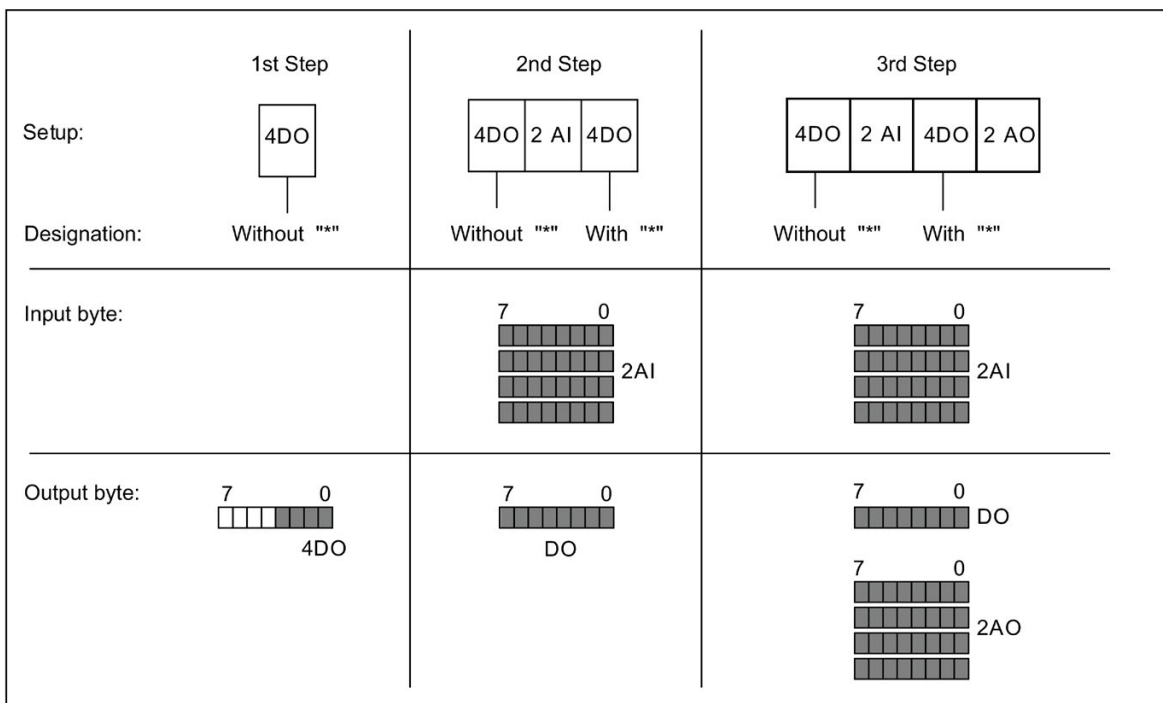 1st Step 2nd Step 3rd Step
Setup: 4DO 4DO 2 AI 4DO 4DO 2 AI 4DO 2 AO
Designation: Without "*" Without "*" With "*" Without "*" With "*"
Input byte: 7 0 7 0
2AI 2AI
Output byte: 7 0 7 0 7 0
DO
4DO DO
7 0
2AO